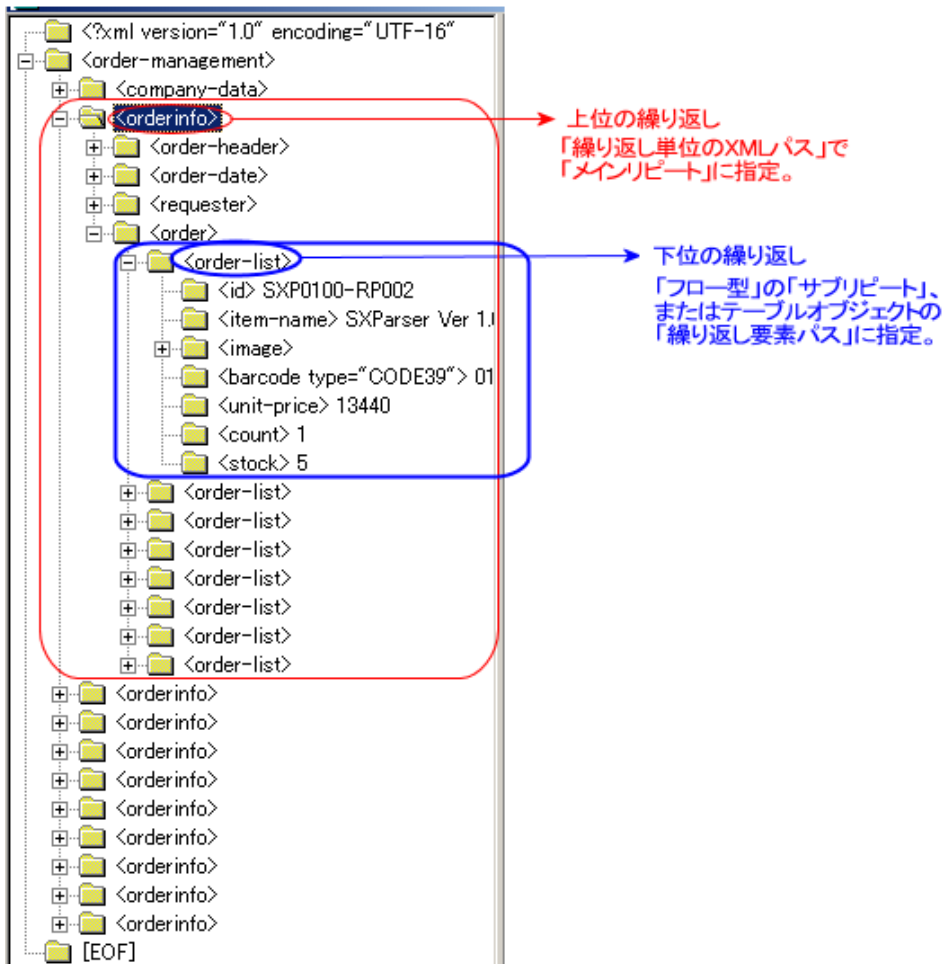 <?xml version="1.0" encoding="UTF-16"
<order-management>
<company-data>
<orderinfo>
<order-header>
<order-date>
<requester>
<order>
<order-list>
<id> SXP0100-RP002
<item-name> SXParser Ver 1.0
<image>
<barcode type="CODE39"> 01
<unit-price> 13440
<count> 1
<stock> 5
<order-list>
<order-list>
<order-list>
<order-list>
<order-list>
<order-list>
<order-list>
<orderinfo>
<orderinfo>
<orderinfo>
<orderinfo>
<orderinfo>
<orderinfo>
<orderinfo>
<orderinfo>
<orderinfo>
[EOF]
上位の繰り返し
「繰り返し単位のXMLパス」で
「メインリピート」に指定。
下位の繰り返し
「フロー型」の「サブリピート」、
またはテーブルオブジェクトの
「繰り返し要素パス」に指定。